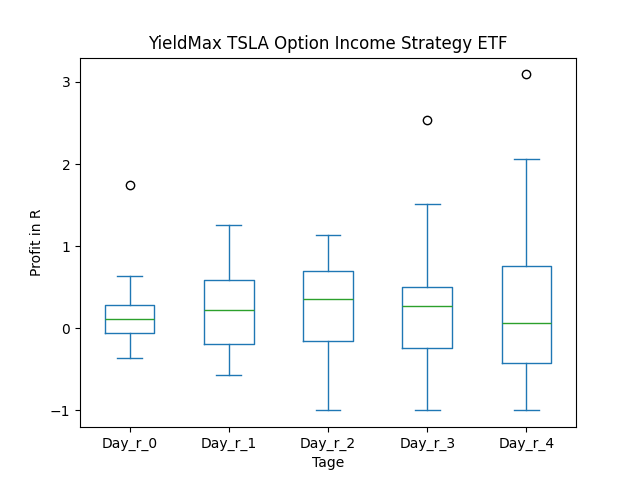 YieldMax TSLA Option Income Strategy ETF
3
2
1
0
−1
Profit in R
Day_r_0 Day_r_1 Day_r_2 Day_r_3 Day_r_4
Tage